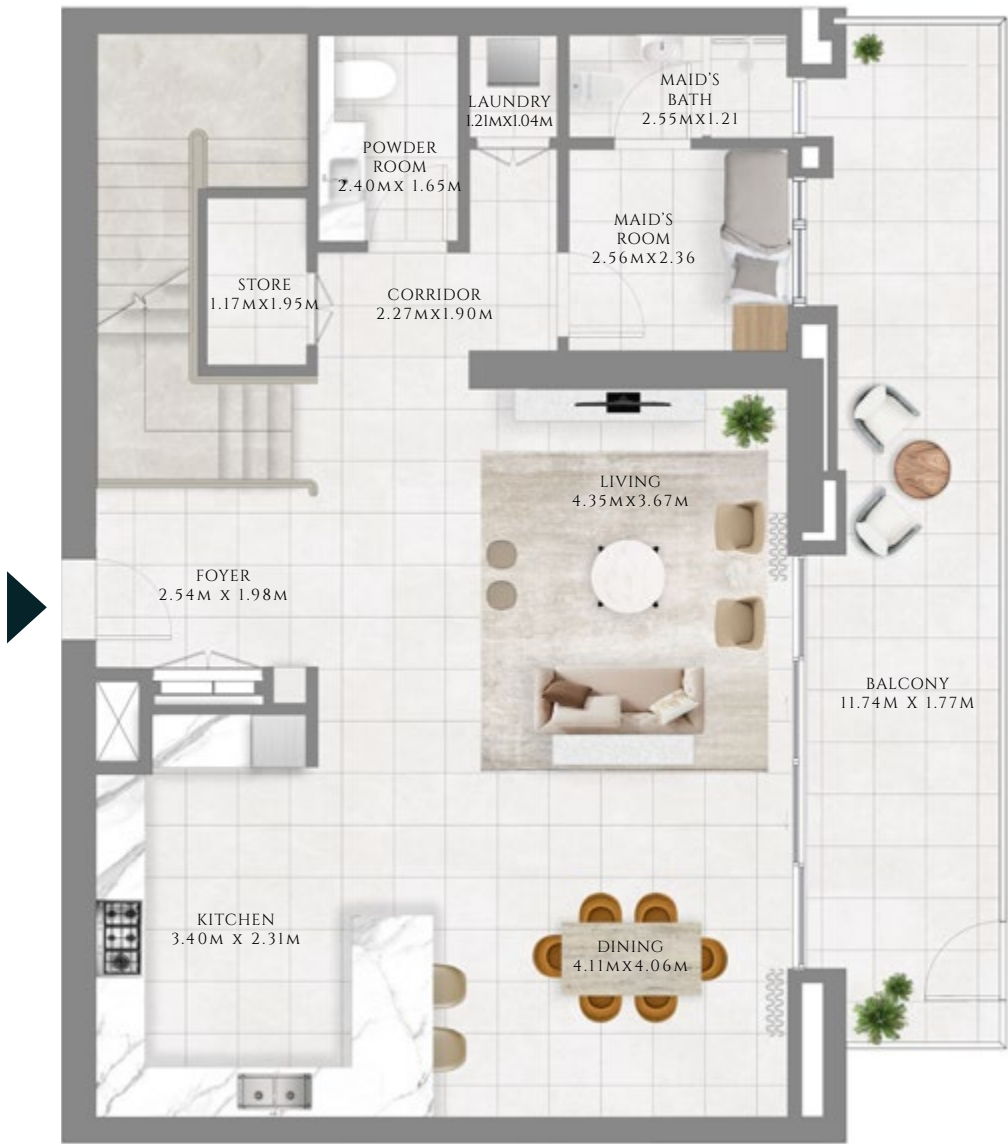 MAID'S
BATH
2.55MX1.21
LAUNDRY
1.21MX1.04M
POWDER
ROOM
2.40MX 1.65M
MAID'S
ROOM
2.56MX2.36
STORE
1.17MX1.95M
CORRIDOR
2.27MX1.90M
LIVING
4.35MX3.67M
FOYER
2.54M X 1.98M
BALCONY
11.74M X 1.77M
KITCHEN
3.40M X 2.31M
DINING
4.11MX4.06M